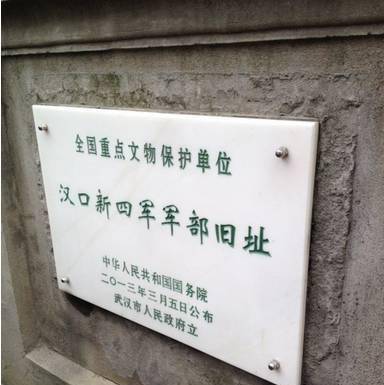 全国重点文物保护单位
汉口新四军军部旧址
中华人民共和国国务院
二〇一三年三月五日公布
武汉市人民政府立